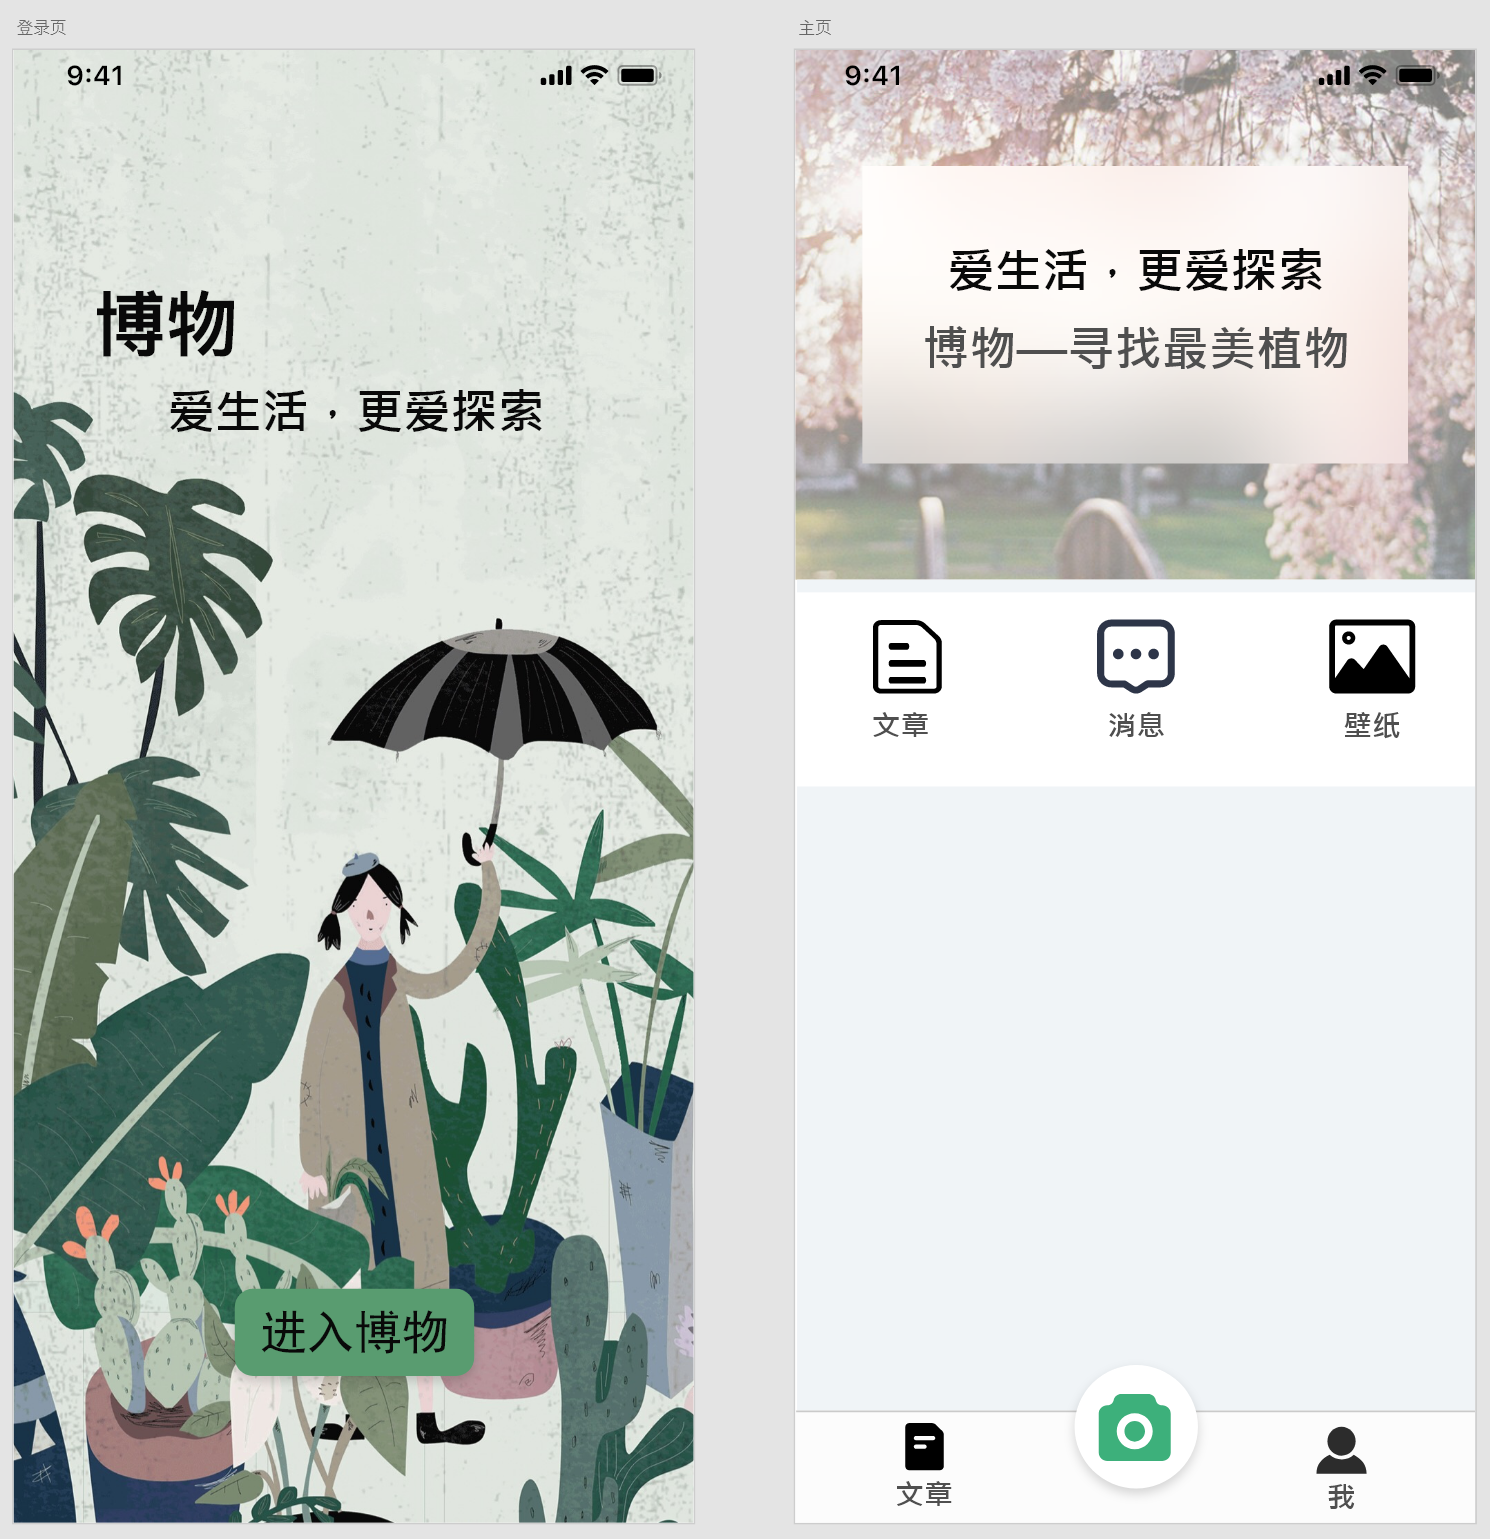 登录页
9:41
博物
爱生活，更爱探索
进入博物
主页
9:41
爱生活，更爱探索
博物—寻找最美植物
文章
消息
壁纸
文章
我